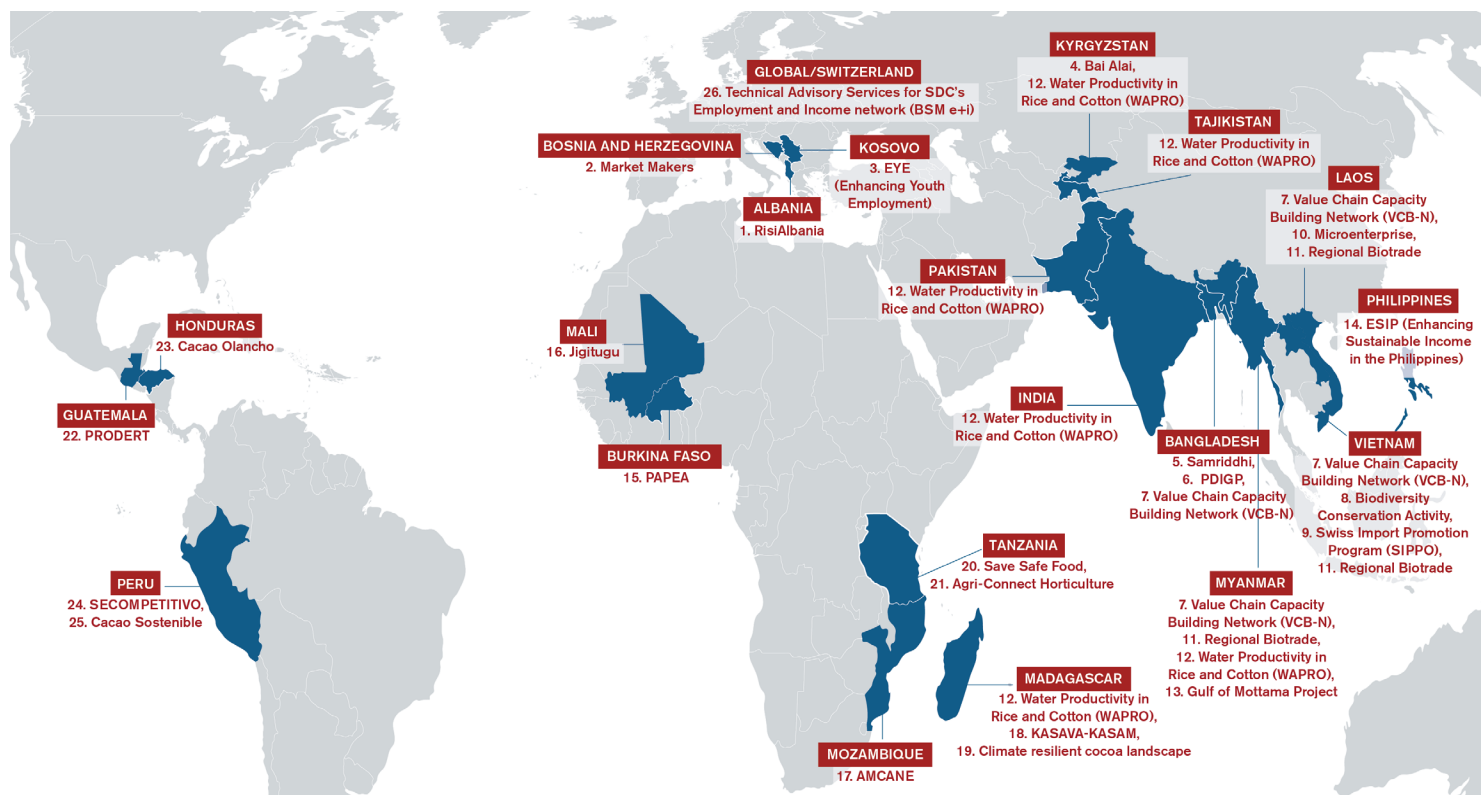 GLOBAL/SWITZERLAND
26. Technical Advisory Services for SDC's
Employment and Income network (BSM e+i)
KYRGYZSTAN
4. Bai Alai,
12. Water Productivity in
Rice and Cotton (WAPRO)
TAJIKISTAN
12. Water Productivity in
Rice and Cotton (WAPRO)
BOSNIA AND HERZEGOVINA
2. Market Makers
KOSOVO
3. EYE
(Enhancing Youth
Employment)
ALBANIA
1. RisiAlbania
LAOS
7. Value Chain Capacity
Building Network (VCB-N),
10. Microenterprise,
11. Regional Biotrade
PAKISTAN
12. Water Productivity in
Rice and Cotton (WAPRO)
PHILIPPINES
14. ESIP (Enhancing
Sustainable Income
in the Philippines)
HONDURAS
23. Cacao Olancho
MALI
16. Jigitugu
GUATEMALA
22. PRODERT
INDIA
12. Water Productivity in
Rice and Cotton (WAPRO)
BURKINA FASO
15. PAPEA
BANGLADESH
5. Samriddhi,
6. PDIGP,
7. Value Chain Capacity
Building Network (VCB-N)
VIETNAM
7. Value Chain Capacity
Building Network (VCB-N),
8. Biodiversity
Conservation Activity,
9. Swiss Import Promotion
Program (SIPPO),
11. Regional Biotrade
TANZANIA
20. Save Safe Food,
21. Agri-Connect Horticulture
PERU
24. SECOMPETITIVO,
25. Cacao Sostenible
MYANMAR
7. Value Chain Capacity
Building Network (VCB-N),
11. Regional Biotrade,
12. Water Productivity in
Rice and Cotton (WAPRO),
13. Gulf of Mottama Project
MADAGASCAR
12. Water Productivity in
Rice and Cotton (WAPRO),
18. KASAVA-KASAM,
19. Climate resilient cocoa landscape
MOZAMBIQUE
17. AMCANE